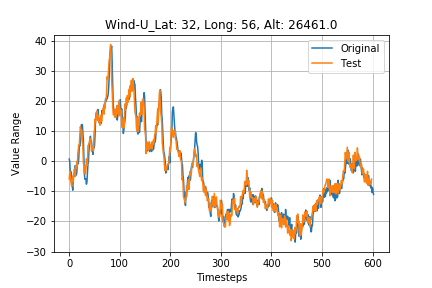 Wind-U_Lat: 32, Long: 56, Alt: 26461.0
Original
Test
40
30
20
10
0
−10
−20
−30
Value Range
0 100 200 300 400 500 600
Timesteps